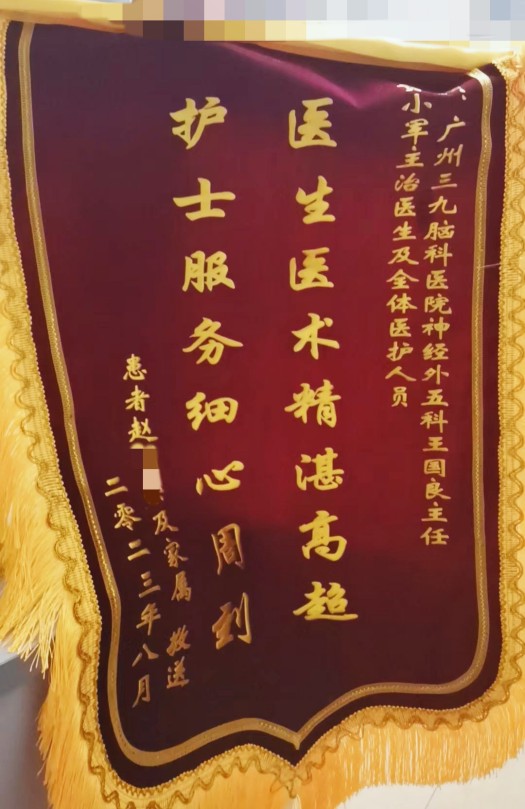 广州三九脑科医院神经外五科王国良主任
小军主治医生及全体医护人员
医生医术精湛高超
护士服务细心周到
患者赵
及家属 敬送
二零二三年八月